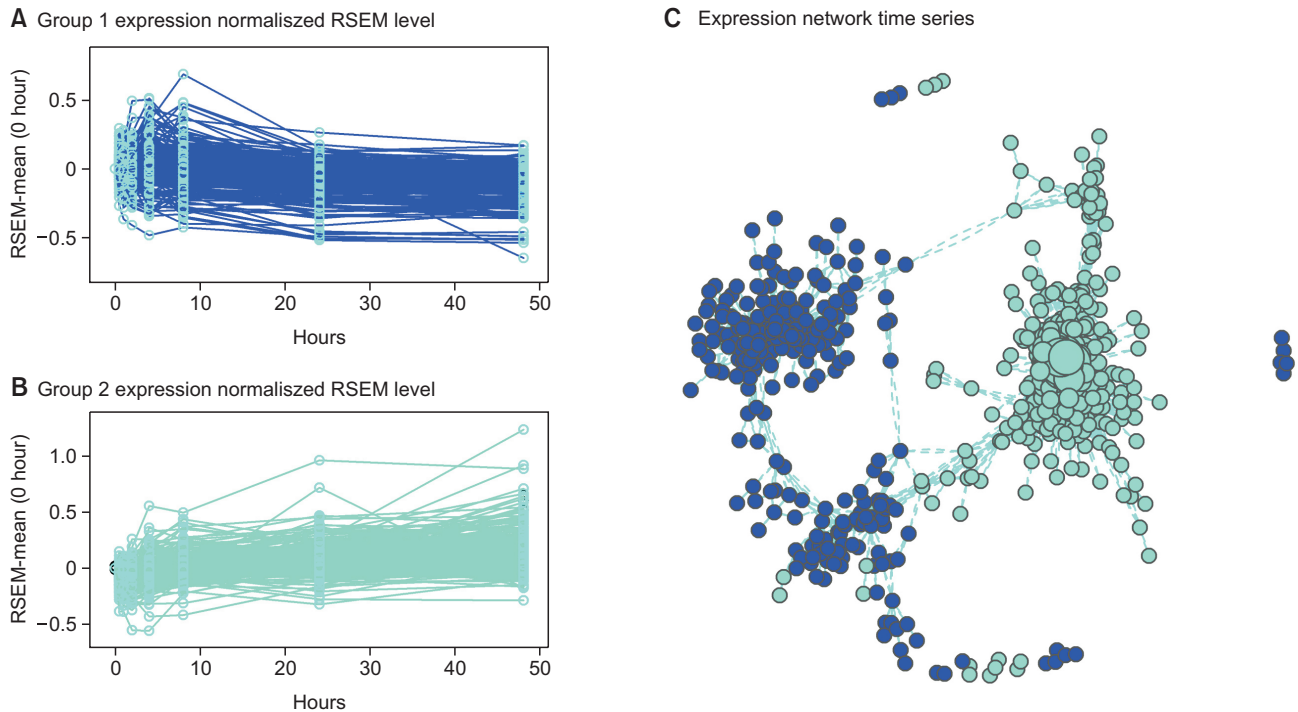 A Group 1 expression normaliszed RSEM level
RSEM-mean (0 hour)
0.5
0
−0.5
0 10 20 30 40 50
Hours
B Group 2 expression normaliszed RSEM level
RSEM-mean (0 hour)
1.0
0.5
0
−0.5
0 10 20 30 40 50
Hours
C Expression network time series